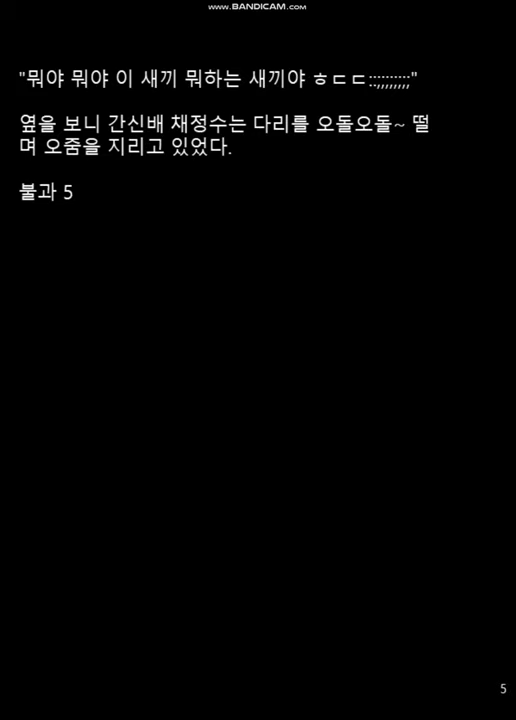 www.BANDICAM.com
"뭐야 뭐야 이 새끼 뭐하는 새끼야 ㅎㄷㄷ::;;;;;;;;"
옆을 보니 간신배 채정수는 다리를 오돌오돌~ 떨
며 오줌을 지리고 있었다.
불과 5
5